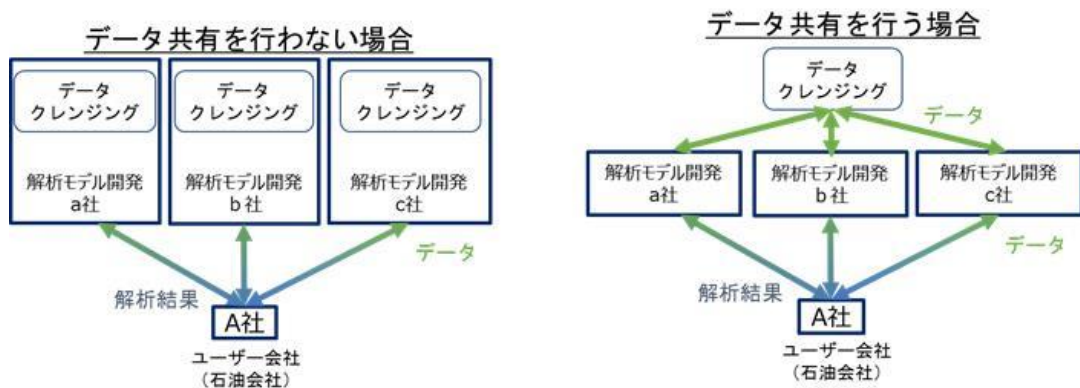 データ共有を行わない場合
データ
クレンジング
解析モデル開発
a社
データ
クレンジング
解析モデル開発
b 社
データ
クレンジング
解析モデル開発
c社
データ
解析結果
A社
ユーザー会社
(石油会社)
データ共有を行う場合
データ
クレンジング
データ
解析モデル開発
a社
解析モデル開発
b 社
解析モデル開発
c社
データ
解析結果
A社
ユーザー会社
(石油会社)